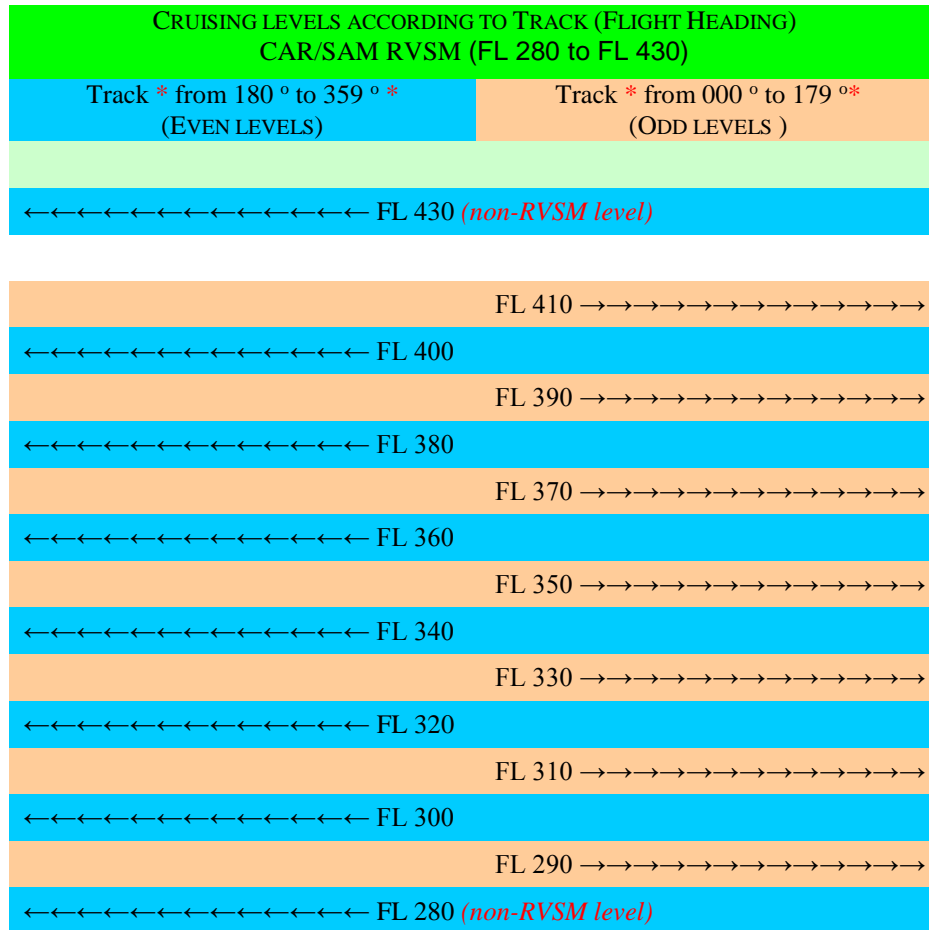 CRUISING LEVELS ACCORDING TO TRACK (FLIGHT HEADING)
CAR/SAM RVSM (FL 280 to FL 430)
Track * from 180 º to 359 º *
(EVEN LEVELS)
Track * from 000 º to 179 º*
(ODD LEVELS )
←←←←←←←←←←←←← FL 430 (non-RVSM level)
FL 410 →→→→→→→→→→→→→
←←←←←←←←←←←←← FL 400
FL 390 →→→→→→→→→→→→→
←←←←←←←←←←←←← FL 380
FL 370 →→→→→→→→→→→→→
←←←←←←←←←←←←← FL 360
FL 350 →→→→→→→→→→→→→
←←←←←←←←←←←←← FL 340
FL 330 →→→→→→→→→→→→→
←←←←←←←←←←←←← FL 320
FL 310 →→→→→→→→→→→→→
←←←←←←←←←←←←← FL 300
FL 290 →→→→→→→→→→→→→
←←←←←←←←←←←←← FL 280 (non-RVSM level)